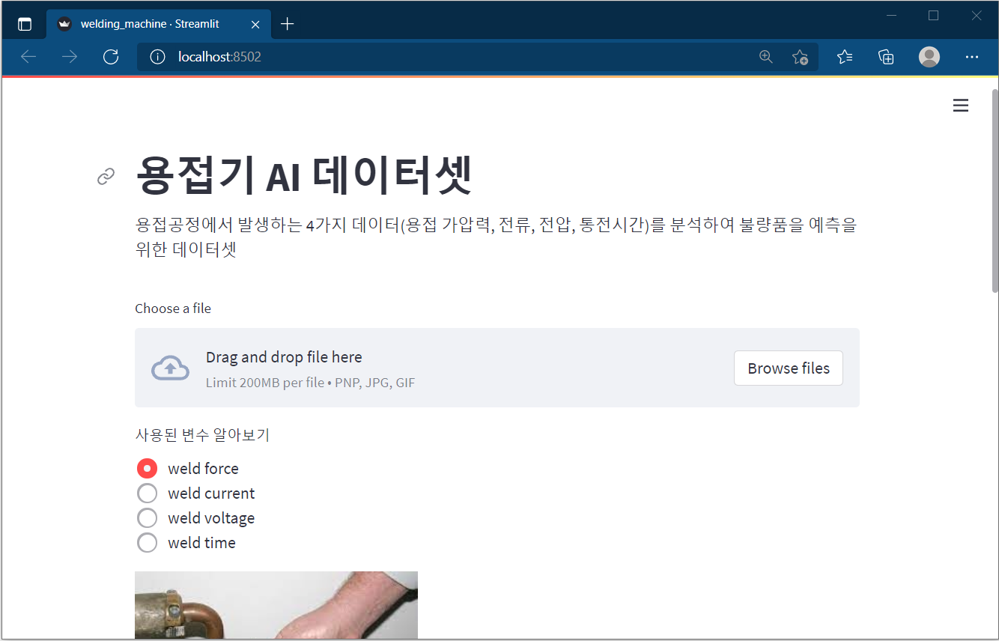 welding_machine · Streamlit
localhost:8502
용접기 AI 데이터셋
용접공정에서 발생하는 4가지 데이터(용접 가압력, 전류, 전압, 통전시간)를 분석하여 불량품을 예측을
위한 데이터셋
Choose a file
Drag and drop file here
Limit 200MB per file • PNP, JPG, GIF
Browse files
사용된 변수 알아보기
weld force
weld current
weld voltage
weld time